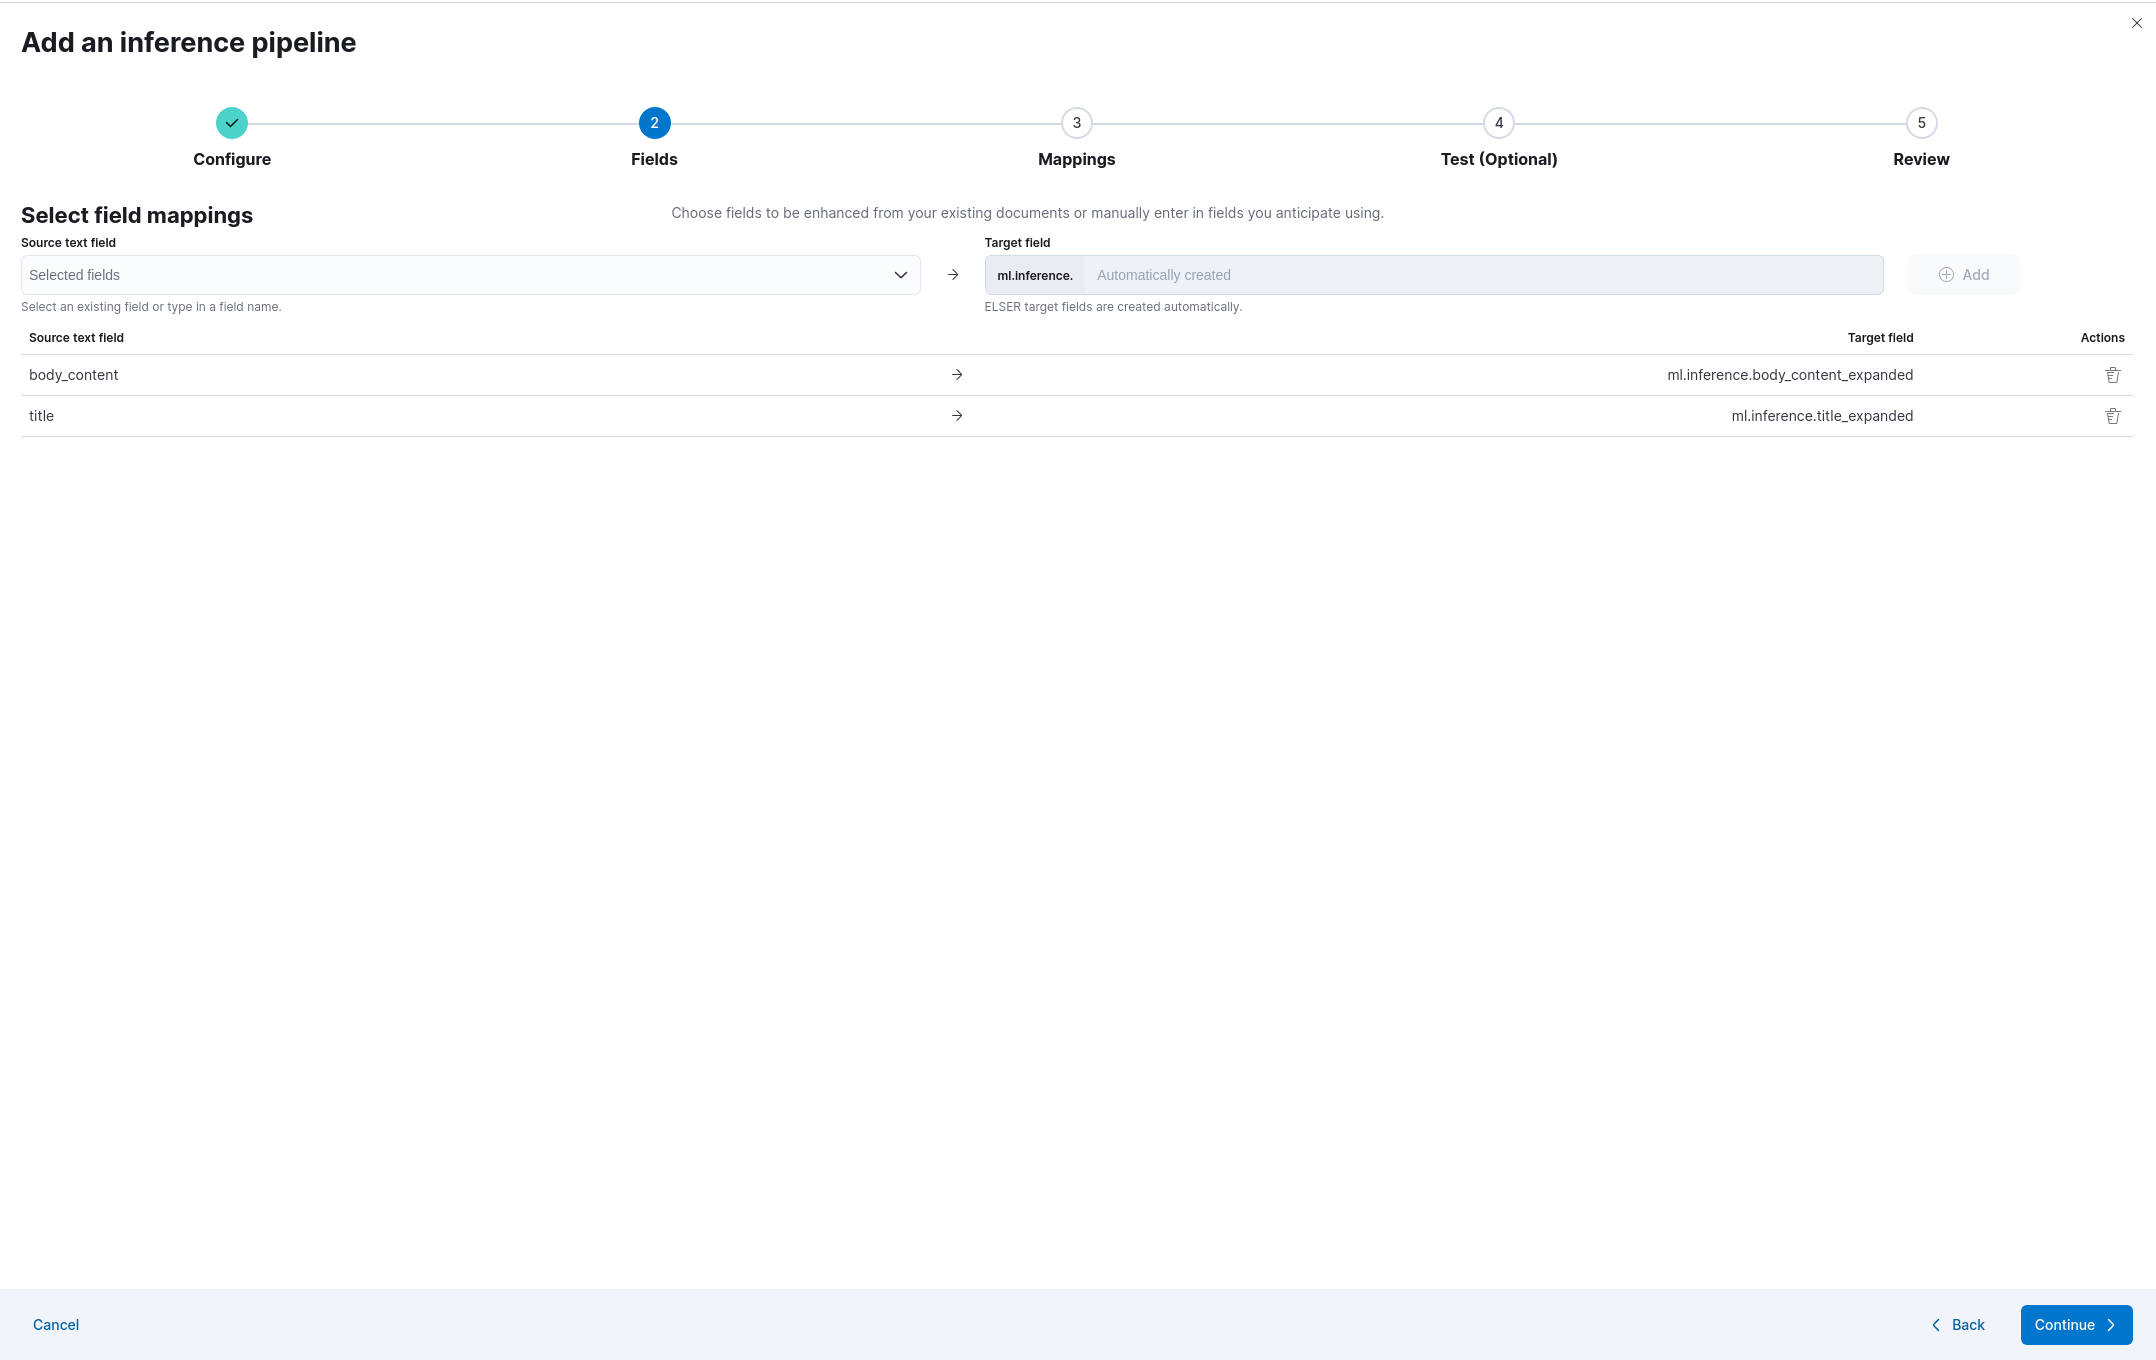 Add an inference pipeline
2 3 4 5
Configure Fields Mappings Test (Optional) Review
Select field mappings Choose fields to be enhanced from your existing documents or manually enter in fields you anticipate using.
Source text field Target field
Selected fields → ml.inference. Automatically created Add
Select an existing field or type in a field name. ELSER target fields are created automatically.
Source text field Target field Actions
body_content → ml.inference.body_content_expanded
title → ml.inference.title_expanded
Cancel Back Continue